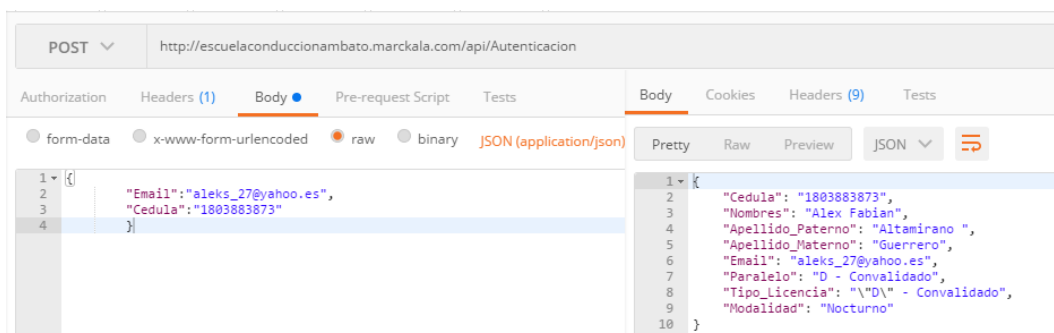 POST http://escuelaconduccionambato.marckala.com/api/Autenticacion
Authorization Headers (1) Body Pre-request Script Tests
form-data x-www-form-urlencoded raw binary JSON (application/json)
1 {
2 "Email":"aleks_27@yahoo.es",
3 "Cedula":"1803883873"
4 }
Body Cookies Headers (9) Tests
Pretty Raw Preview JSON
1 {
2 "Cedula": "1803883873",
3 "Nombres": "Alex Fabian",
4 "Apellido_Paterno": "Altamirano ",
5 "Apellido_Materno": "Guerrero",
6 "Email": "aleks_27@yahoo.es",
7 "Paralelo": "D - Convalidado",
8 "Tipo_Licencia": "\"D\" - Convalidado",
9 "Modalidad": "Nocturno"
10 }